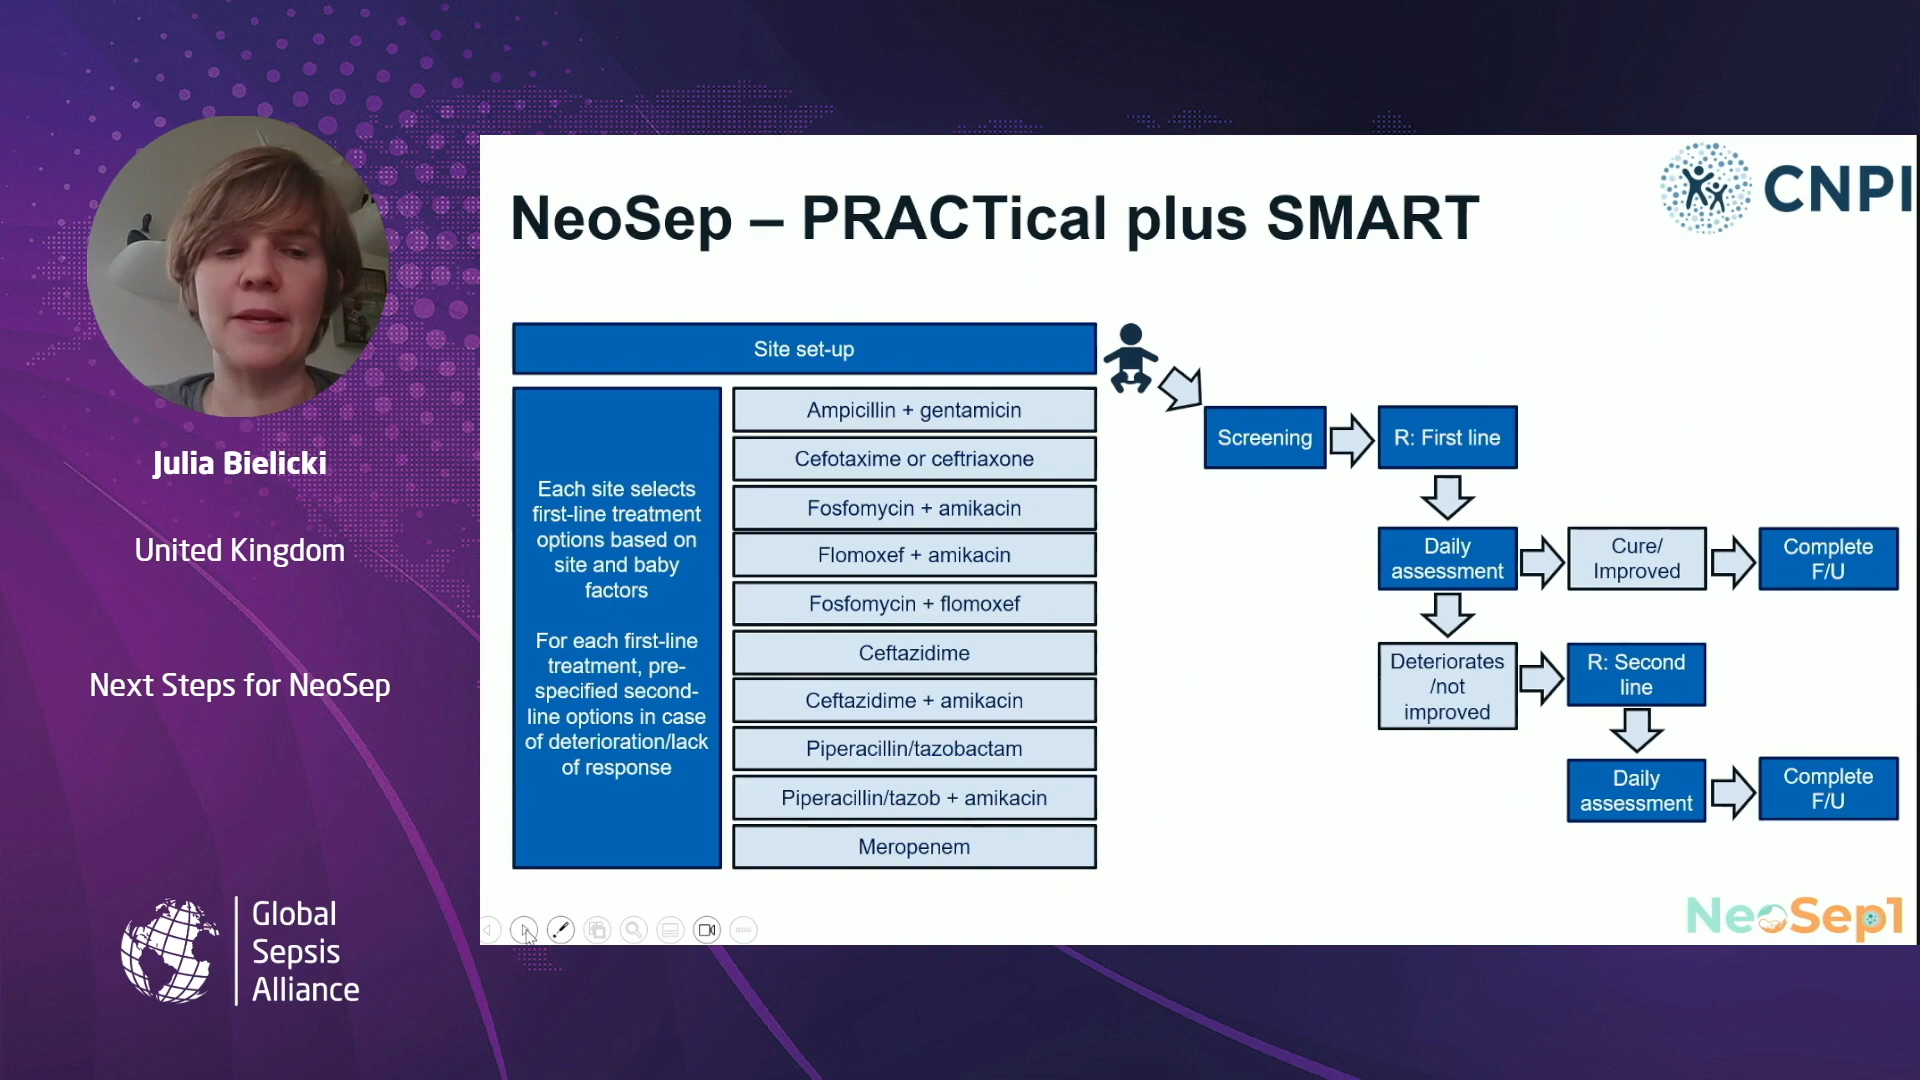 Julia Bielicki
United Kingdom
Next Steps for NeoSep
Global
Sepsis
Alliance
NeoSep – PRACTical plus SMART
CNPI
Site set-up
Each site selects
first-line treatment
options based on
site and baby
factors
For each first-line
treatment, pre-
specified second-
line options in case
of deterioration/lack
of response
Ampicillin + gentamicin
Cefotaxime or ceftriaxone
Fosfomycin + amikacin
Flomoxef + amikacin
Fosfomycin + flomoxef
Ceftazidime
Ceftazidime + amikacin
Piperacillin/tazobactam
Piperacillin/tazob + amikacin
Meropenem
Screening
R: First line
Daily
assessment
Cure/
Improved
Complete
F/U
Deteriorates
/not
improved
R: Second
line
Daily
assessment
Complete
F/U
NeoSep1